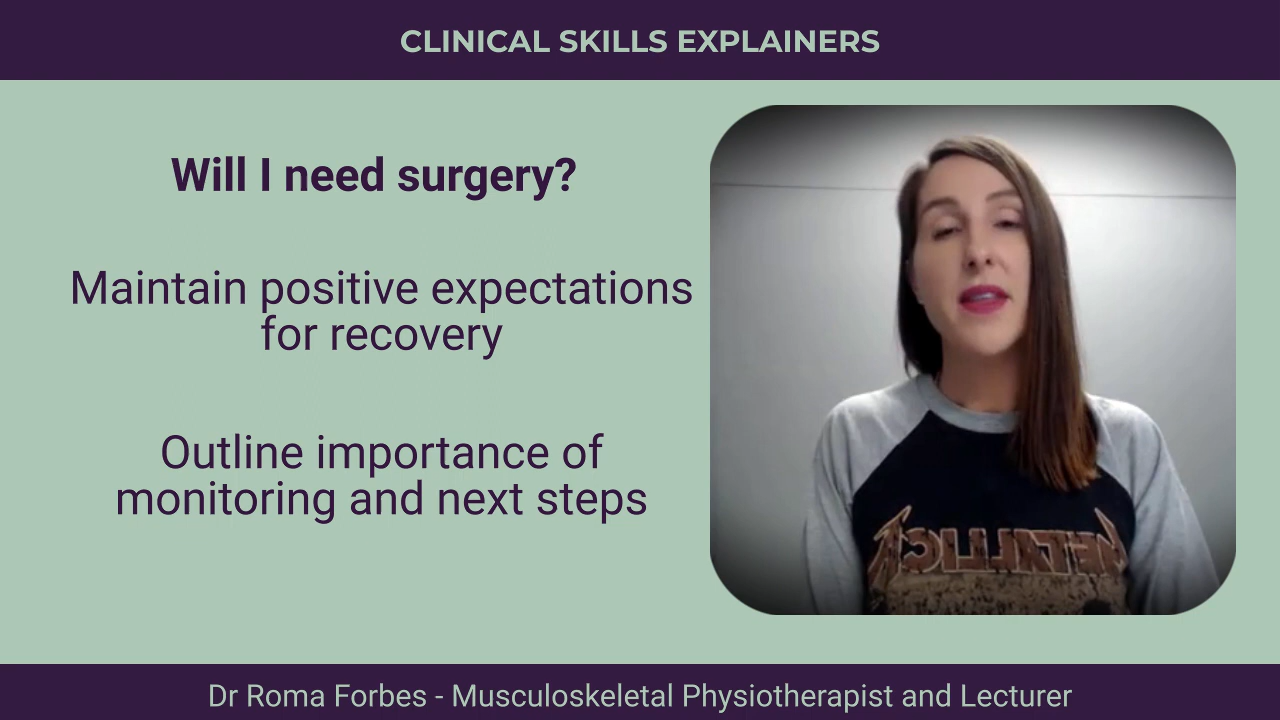 CLINICAL SKILLS EXPLAINERS
Will I need surgery?
Maintain positive expectations
for recovery
Outline importance of
monitoring and next steps
METALLICA
Dr Roma Forbes - Musculoskeletal Physiotherapist and Lecturer